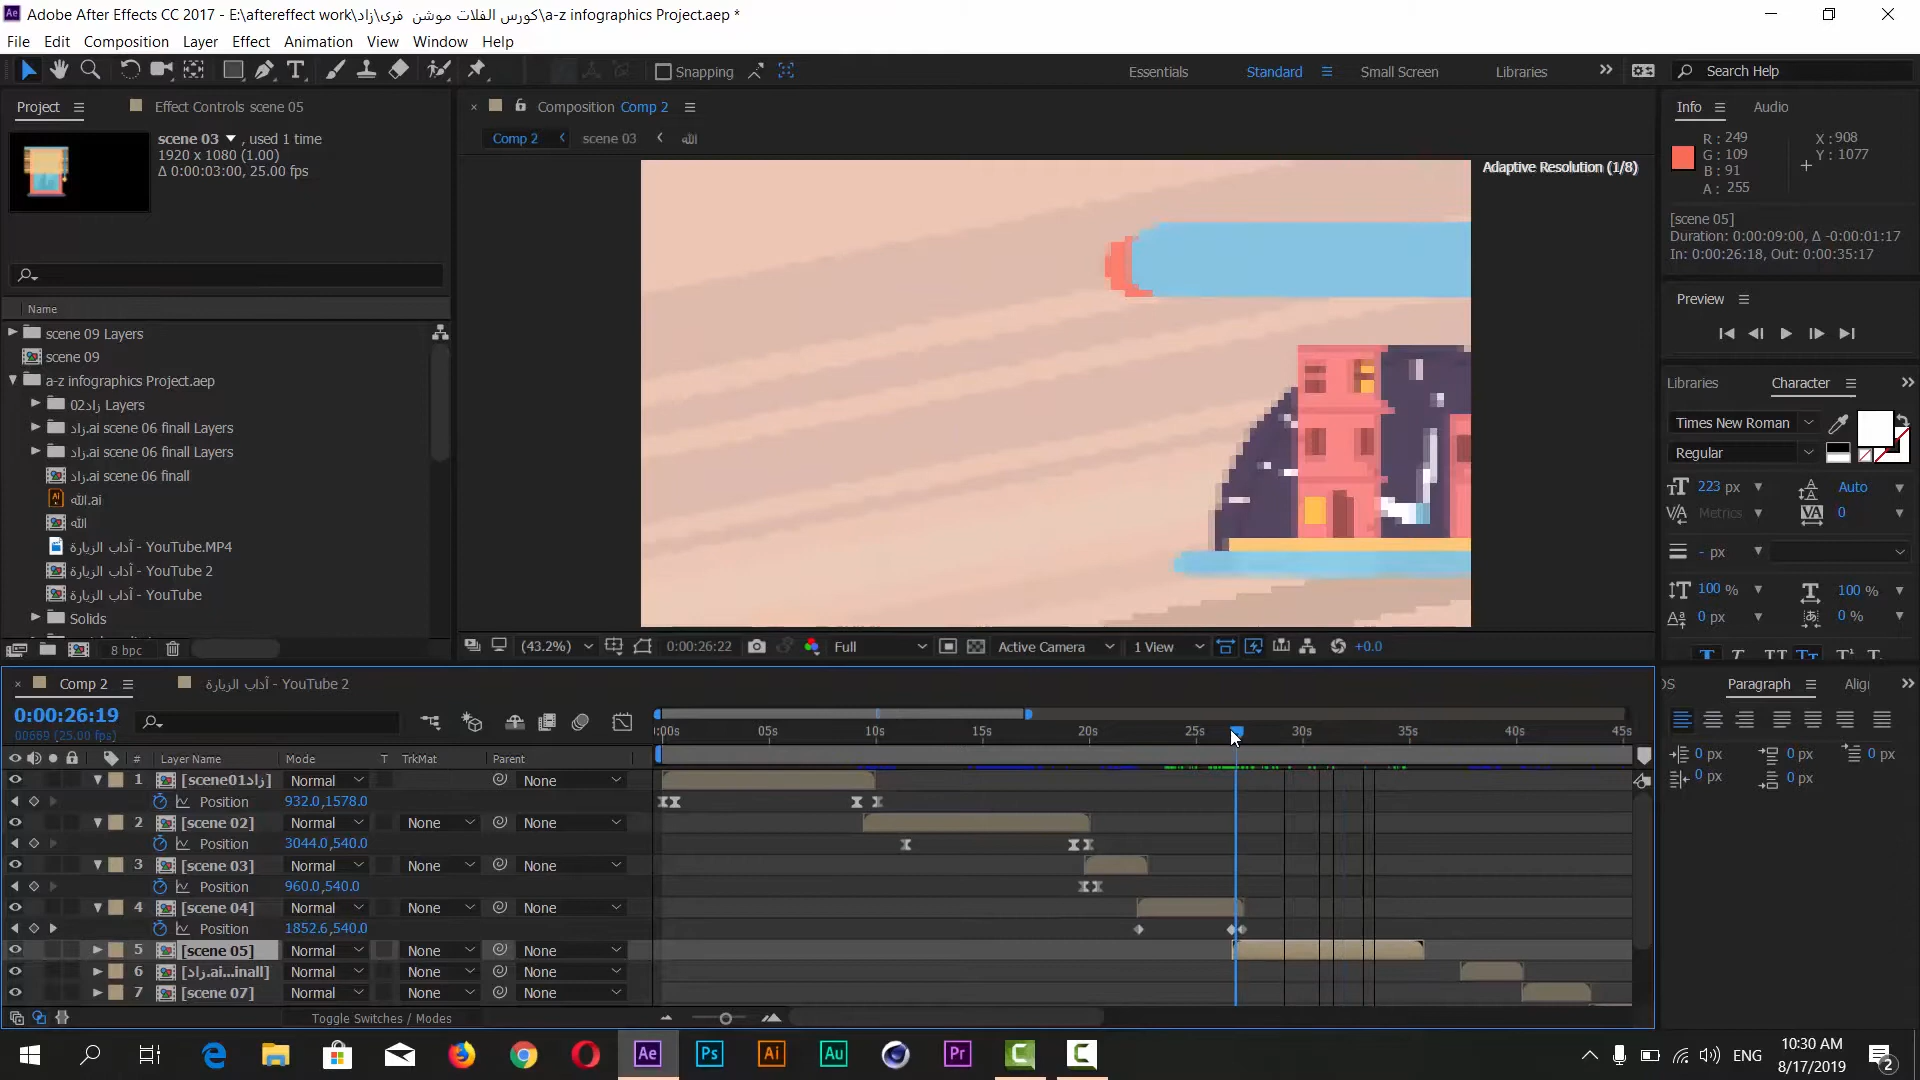 Adobe After Effects CC 2017 - E:\aftereffect work\كورس الفلات موشن فرى\زاد\a-z infographics Project.aep *
File Edit Composition Layer Effect Animation View Window Help
Snapping
Essentials Standard Small Screen Libraries
Search Help
Project
Effect Controls scene 05
scene 03 , used 1 time
1920 x 1080 (1.00)
Δ 0:00:03:00, 25.00 fps
Name
scene 09 Layers
scene 09
a-z infographics Project.aep
زاد02 Layers
زاد.ai scene 06 finall Layers
زاد.ai scene 06 finall Layers
زاد.ai scene 06 finall
الله.ai
الله
آداب الزيارة - YouTube.MP4
آداب الزيارة - YouTube 2
آداب الزيارة - YouTube
Solids
8 bpc
Composition Comp 2
Comp 2 scene 03 الله
Adaptive Resolution (1/8)
(43.2%) 0:00:26:22 Full Active Camera 1 View +0.0
Info Audio
R : 249
G : 109
B : 91
A : 255
X : 908
Y : 1077
[scene 05]
Duration: 0:00:09:00, Δ -0:00:01:17
In: 0:00:26:18, Out: 0:00:35:17
Preview
Libraries Character
Times New Roman
Regular
223 px Auto
Metrics 0
- px
100 % 100 %
0 px 0 %
Paragraph Alig
0 px 0 px 0 px
0 px 0 px
Comp 2
آداب الزيارة - YouTube 2
0:00:26:19
00669 (25.00 fps)
:00s 05s 10s 15s 20s 25s 30s 35s 40s 45s
# Layer Name Mode T TrkMat Parent
1 [scene01زاد] Normal None
Position 932.0,1578.0
2 [scene 02] Normal None None
Position 3044.0,540.0
3 [scene 03] Normal None None
Position 960.0,540.0
4 [scene 04] Normal None None
Position 1852.6,540.0
5 [scene 05] Normal None None
6 [زاد.ai...inall] Normal None None
7 [scene 07] Normal None None
Toggle Switches / Modes
ENG
10:30 AM
8/17/2019
2